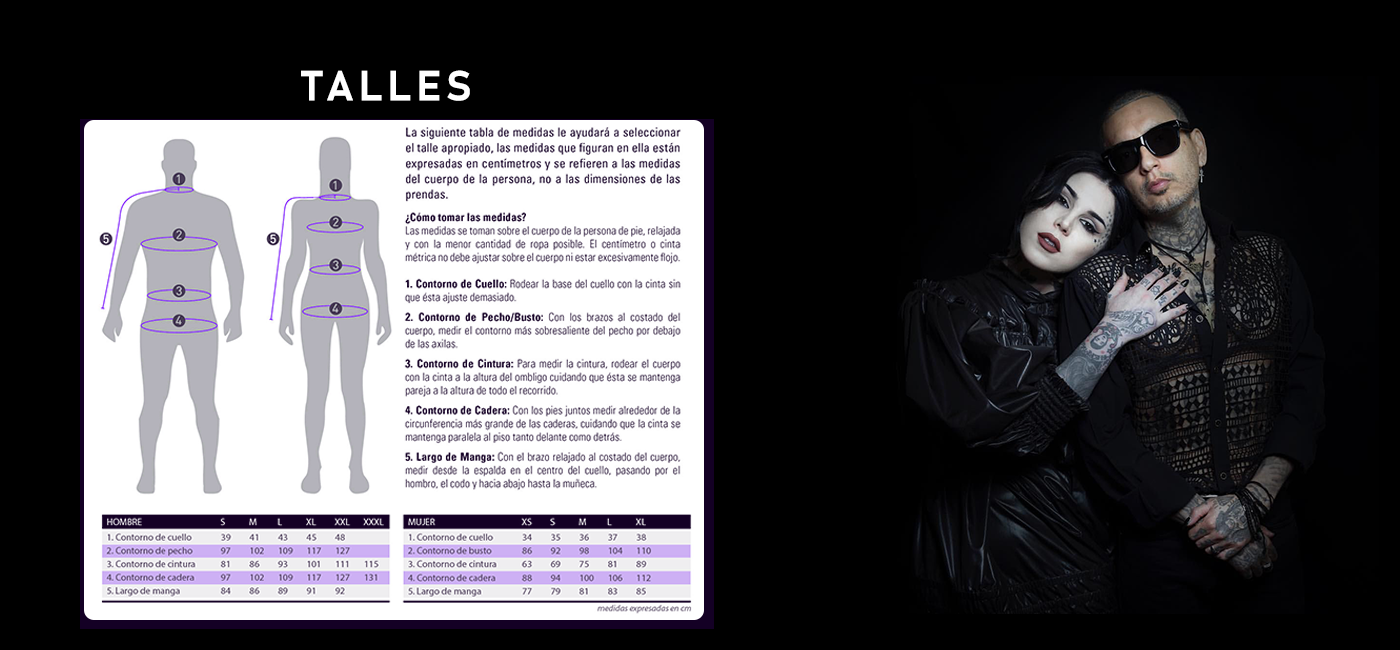 TALLES
La siguiente tabla de medidas le ayudará a seleccionar
el talle apropiado, las medidas que figuran en ella están
expresadas en centímetros y se refieren a las medidas
del cuerpo de la persona, no a las dimensiones de las
prendas.
¿Cómo tomar las medidas?
Las medidas se toman sobre el cuerpo de la persona de pie, relajada
y con la menor cantidad de ropa posible. El centímetro o cinta
métrica no debe ajustar sobre el cuerpo ni estar excesivamente flojo.
1. Contorno de Cuello: Rodear la base del cuello con la cinta sin
que ésta ajuste demasiado.
2. Contorno de Pecho/Busto: Con los brazos al costado del
cuerpo, medir el contorno más sobresaliente del pecho por debajo
de las axilas.
3. Contorno de Cintura: Para medir la cintura, rodear el cuerpo
con la cinta a la altura del ombligo cuidando que ésta se mantenga
pareja a la altura de todo el recorrido.
4. Contorno de Cadera: Con los pies juntos medir alrededor de la
circunferencia más grande de las caderas, cuidando que la cinta se
mantenga paralela al piso tanto delante como detrás.
5. Largo de Manga: Con el brazo relajado al costado del cuerpo,
medir desde la espalda en el centro del cuello, pasando por el
hombro, el codo y hacia abajo hasta la muñeca.
1
2
3
4
5
1
2
3
4
5
HOMBRE S M L XL XXL XXXL
1. Contorno de cuello 39 41 43 45 48
2. Contorno de pecho 97 102 109 117 127
3. Contorno de cintura 81 86 93 101 111 115
4. Contorno de cadera 97 102 109 117 127 131
5. Largo de manga 84 86 89 91 92
MUJER XS S M L XL
1. Contorno de cuello 34 35 36 37 38
2. Contorno de busto 86 92 98 104 110
3. Contorno de cintura 63 69 75 81 89
4. Contorno de cadera 88 94 100 106 112
5. Largo de manga 77 79 81 83 85
medidas expresadas en cm